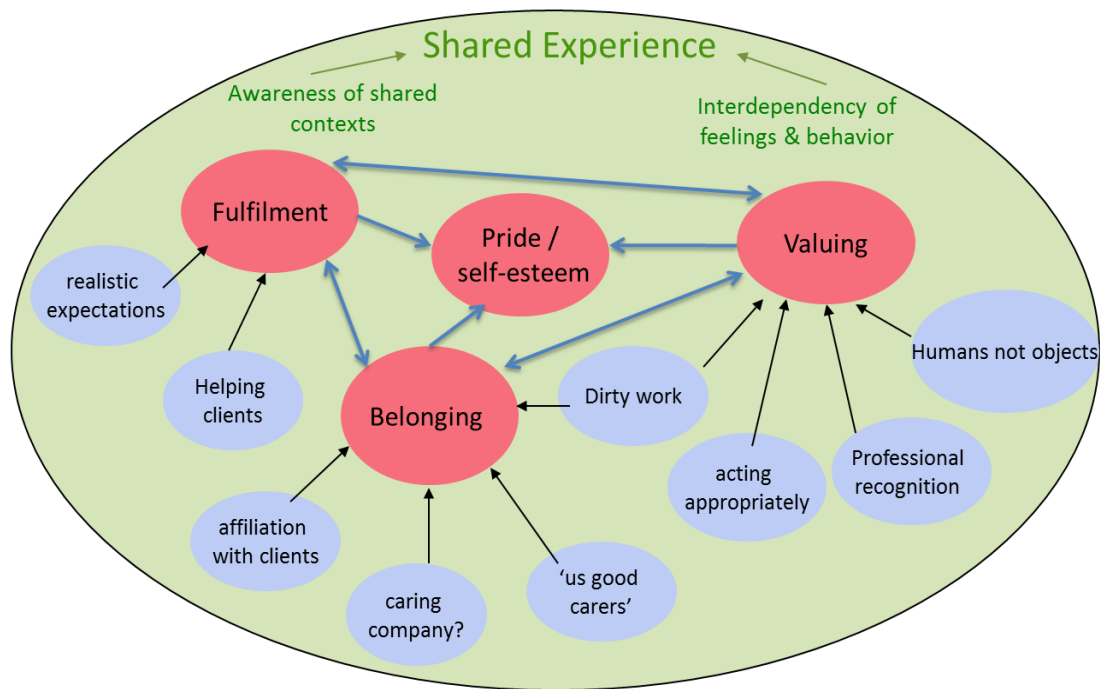 Shared Experience
Awareness of shared
contexts
Interdependency of
feelings & behavior
Fulfilment
Pride /
self-esteem
Valuing
realistic
expectations
Helping
clients
Belonging
Dirty work
Humans not objects
acting
appropriately
Professional
recognition
affiliation
with clients
caring
company?
‘us good
carers’